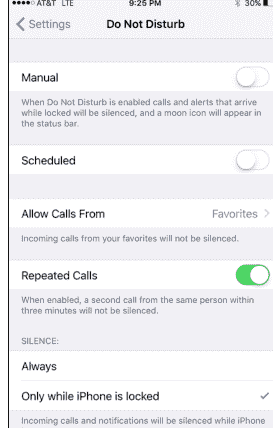 AT&T LTE 9:25 PM 30%
Settings Do Not Disturb
Manual
When Do Not Disturb is enabled calls and alerts that arrive
while locked will be silenced, and a moon icon will appear in
the status bar.
Scheduled
Allow Calls From Favorites
Incoming calls from your favorites will not be silenced.
Repeated Calls
When enabled, a second call from the same person within
three minutes will not be silenced.
SILENCE:
Always
Only while iPhone is locked
Incoming calls and notifications will be silenced while iPhone